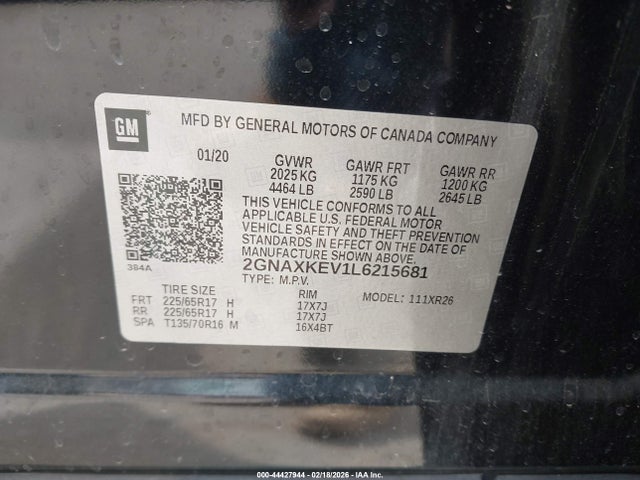 GM
MFD BY GENERAL MOTORS OF CANADA COMPANY
01/20 GVWR GAWR FRT GAWR RR
2025 KG 1175 KG 1200 KG
4464 LB 2590 LB 2645 LB
THIS VEHICLE CONFORMS TO ALL
APPLICABLE U.S. FEDERAL MOTOR
VEHICLE SAFETY AND THEFT PREVENTION
STANDARDS IN EFFECT ON THE DATE OF
MANUFACTURE SHOWN ABOVE.
384A 2GNAXKEV1L6215681
TYPE: M.P.V.
TIRE SIZE RIM MODEL: 111XR26
FRT 225/65R17 H 17X7J
RR 225/65R17 H 17X7J
SPA T135/70R16 M 16X4BT
000-44427944 - 02/18/2026 - IAA Inc.